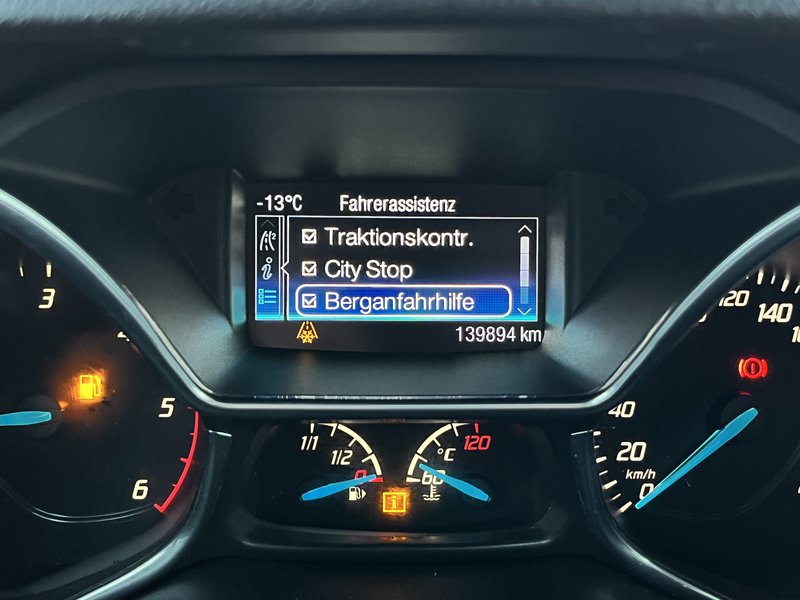 -13°C Fahrerassistenz
Traktionskontr.
City Stop
Berganfahrhilfe
139894 km
3
5
6
1/1
1/2
0
°C
120
60
0
20
40
km/h
120
140